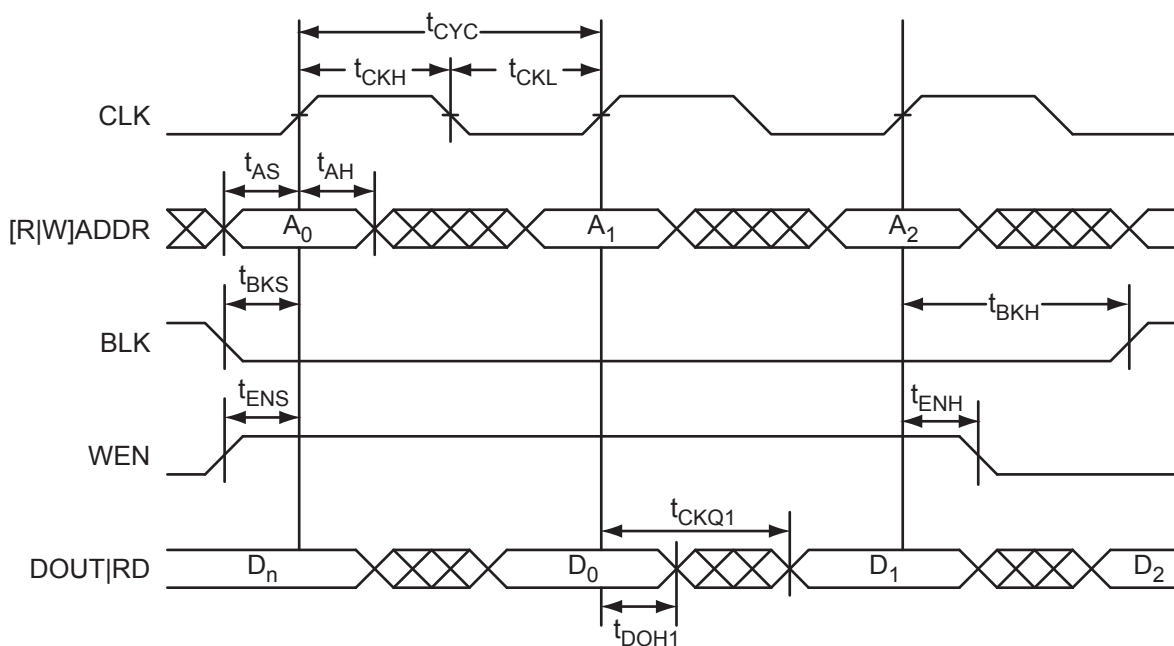 tCYC
tCKH
tCKL
CLK
tAS
tAH
[R|W]ADDR
A0
A1
A2
tBKS
tBKH
BLK
tENS
tENH
WEN
tCKQ1
DOUT|RD
Dn
D0
D1
D2
tDOH1